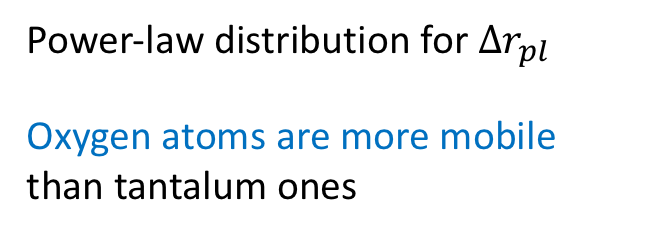 Power-law distribution for Δr_pl
Oxygen atoms are more mobile
than tantalum ones